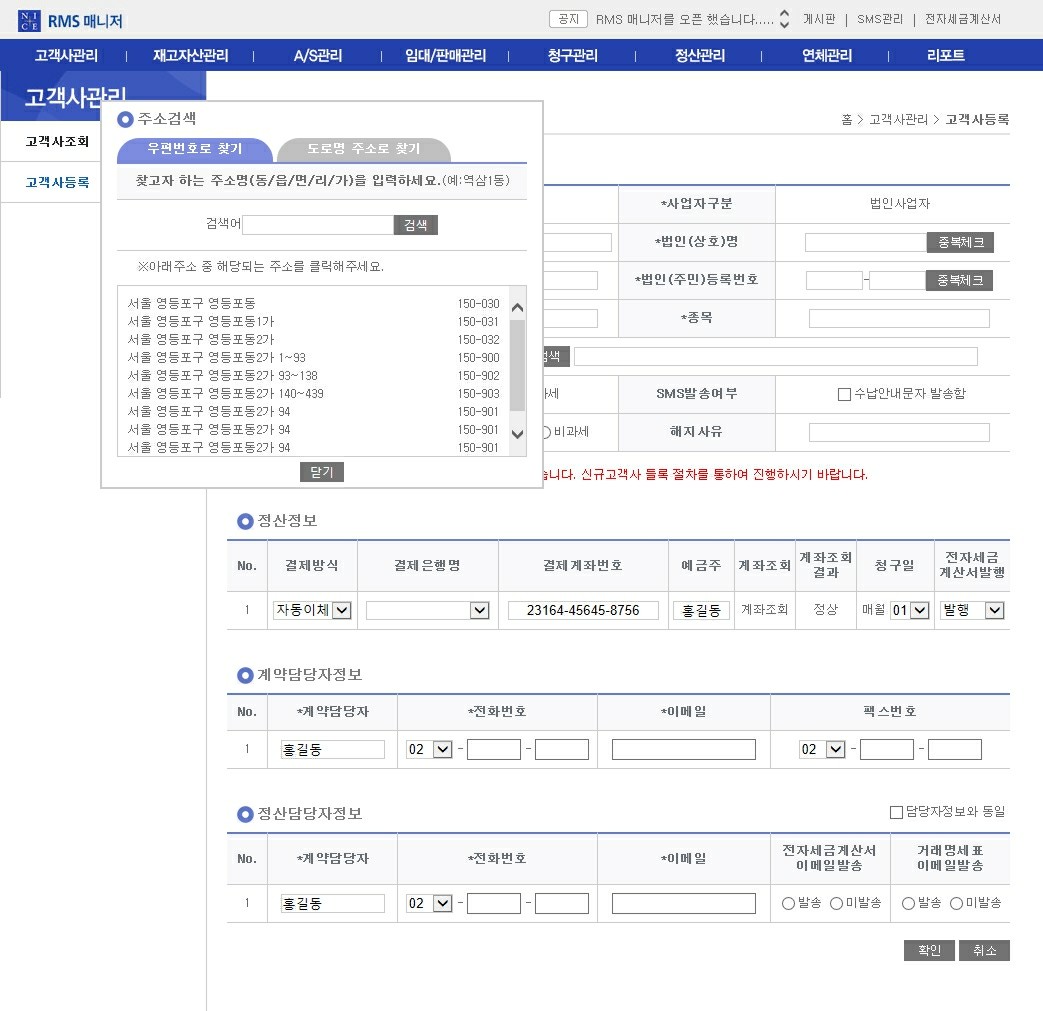 NICE RMS 매니저
공지 RMS 매니저를 오픈 했습니다..... 게시판 | SMS관리 | 전자세금계산서
고객사관리 | 재고자산관리 | A/S관리 | 임대/판매관리 | 청구관리 | 정산관리 | 연체관리 | 리포트
고객사관리
고객사조회
고객사등록
홈 > 고객사관리 > 고객사등록
주소검색
우편번호로 찾기 도로명 주소로 찾기
찾고자 하는 주소명(동/읍/면/리/가)을 입력하세요.(예:역삼1동)
검색어 검색
※아래주소 중 해당되는 주소를 클릭해주세요.
서울 영등포구 영등포동 150-030
서울 영등포구 영등포동1가 150-031
서울 영등포구 영등포동2가 150-032
서울 영등포구 영등포동2가 1~93 150-900
서울 영등포구 영등포동2가 93~138 150-902
서울 영등포구 영등포동2가 140~439 150-903
서울 영등포구 영등포동2가 94 150-901
서울 영등포구 영등포동2가 94 150-901
서울 영등포구 영등포동2가 94 150-901
닫기
*사업자구분 법인사업자
*법인(상호)명 중복체크
*법인(주민)등록번호 - 중복체크
*종목
색
세 SMS발송여부 수납안내문자 발송함
비과세 해지사유
습니다. 신규고객사 등록 절차를 통하여 진행하시기 바랍니다.
정산정보
No. 결제방식 결제은행명 결제계좌번호 예금주 계좌조회 계좌조회 결과 청구일 전자세금 계산서발행
1 자동이체 23164-45645-8756 홍길동 계좌조회 정상 매월 01 발행
계약담당자정보
No. *계약담당자 *전화번호 *이메일 팩스번호
1 홍길동 02 - - 02 - -
정산담당자정보 담당자정보와 동일
No. *계약담당자 *전화번호 *이메일 전자세금계산서 이메일발송 거래명세표 이메일발송
1 홍길동 02 - - 발송 미발송 발송 미발송
확인 취소